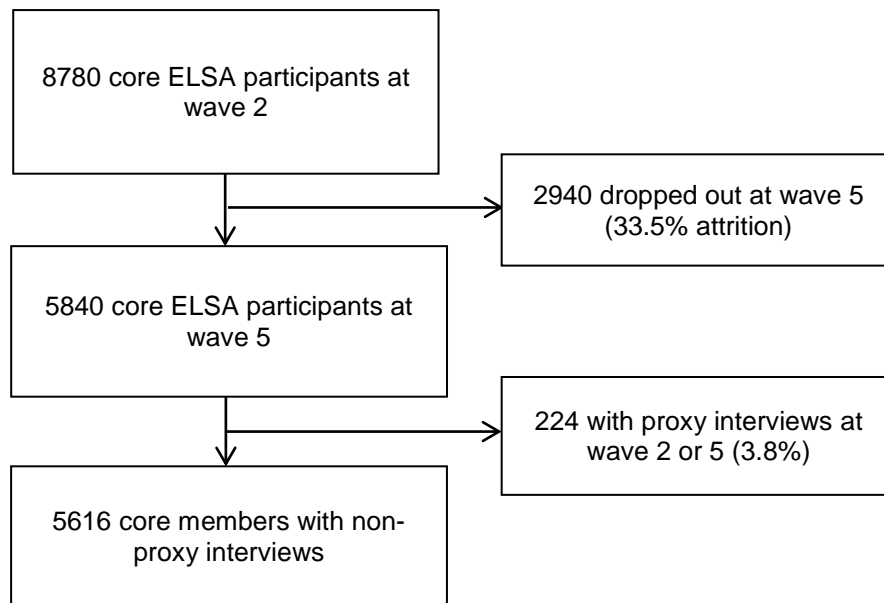 8780 core ELSA participants at
wave 2
2940 dropped out at wave 5
(33.5% attrition)
5840 core ELSA participants at
wave 5
224 with proxy interviews at
wave 2 or 5 (3.8%)
5616 core members with non-
proxy interviews